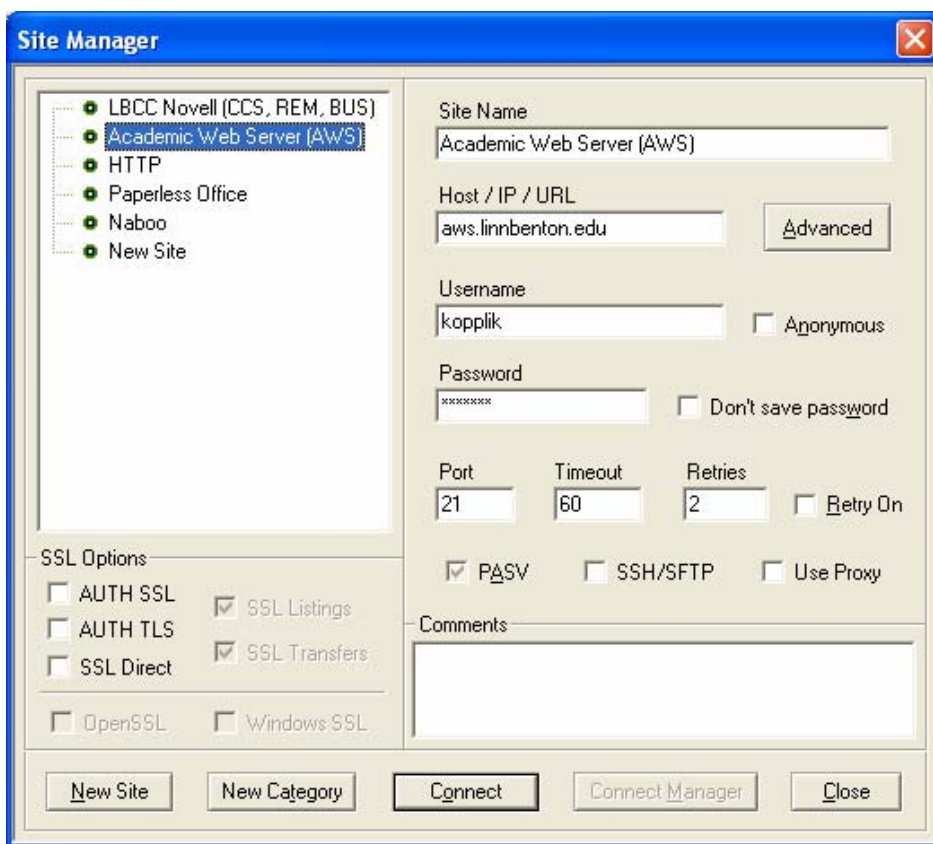 Site Manager
LBCC Novell (CCS, REM, BUS)
Academic Web Server (AWS)
HTTP
Paperless Office
Naboo
New Site
SSL Options
AUTH SSL
SSL Listings
AUTH TLS
SSL Transfers
SSL Direct
OpenSSL
Windows SSL
Site Name
Academic Web Server (AWS)
Host / IP / URL
aws.linnbenton.edu
Advanced
Username
kopplik
Anonymous
Password
*******
Don't save password
Port Timeout Retries
21 60 2 Retry On
PASV SSH/SFTP Use Proxy
Comments
New Site New Category Connect Connect Manager Close